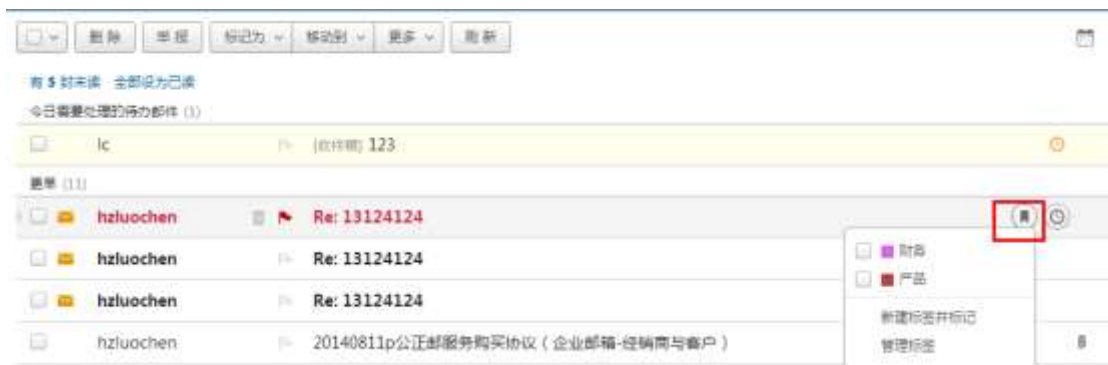 删 除 举 报 标记为 移动到 更多 刷 新
有 5 封未读 全部设为已读
今日需要处理的待办邮件 (1)
lc 123
更早 (11)
hzluochen Re: 13124124
hzluochen Re: 13124124
财务
产品
hzluochen Re: 13124124
新建标签并标记
hzluochen 20140811p公正邮服务购买协议（企业邮箱-经销商与客户）
管理标签